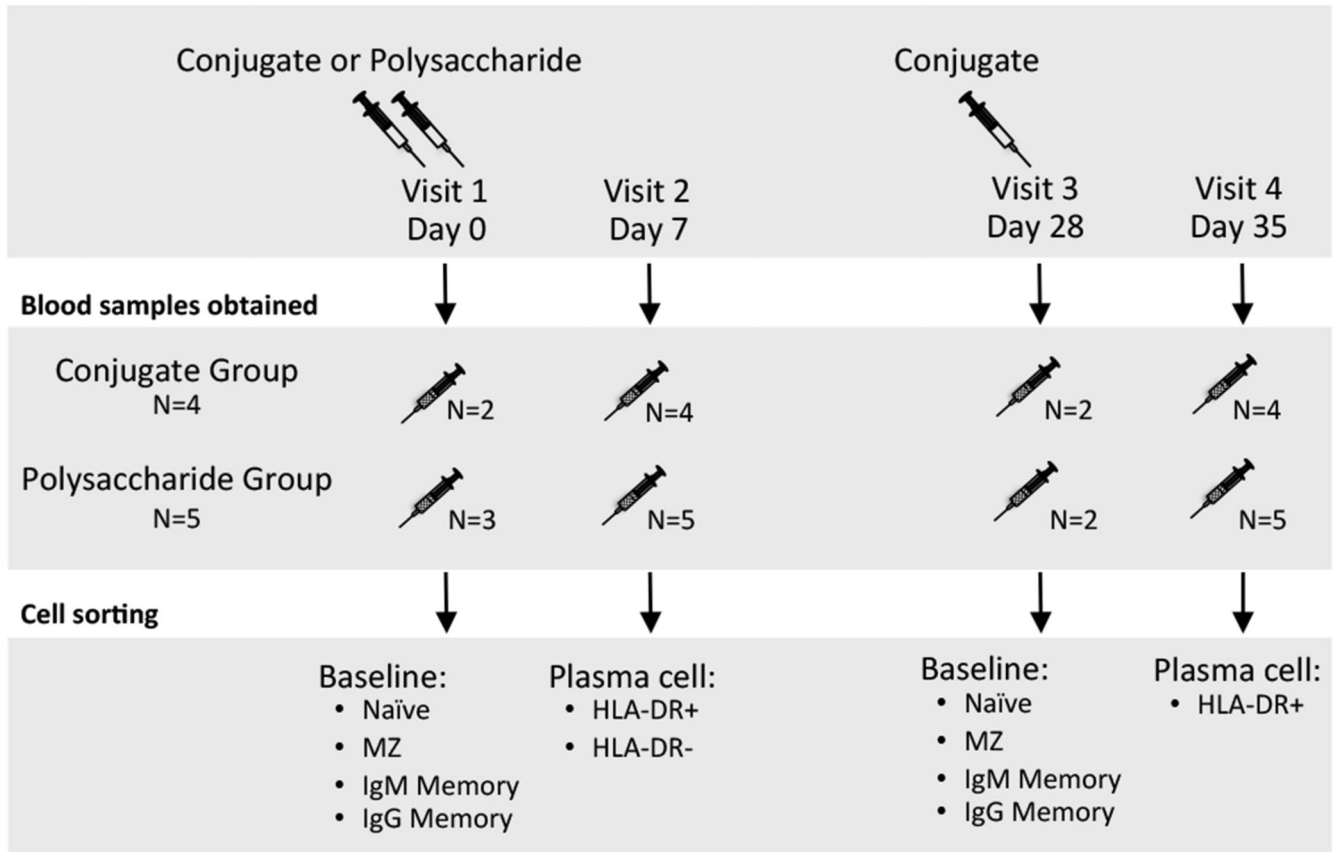 Conjugate or Polysaccharide
Conjugate
Visit 1
Day 0
Visit 2
Day 7
Visit 3
Day 28
Visit 4
Day 35
Blood samples obtained
Conjugate Group
N=4
N=2
N=4
N=2
N=4
Polysaccharide Group
N=5
N=3
N=5
N=2
N=5
Cell sorting
Baseline:
• Naïve
• MZ
• IgM Memory
• IgG Memory
Plasma cell:
• HLA-DR+
• HLA-DR-
Baseline:
• Naïve
• MZ
• IgM Memory
• IgG Memory
Plasma cell:
• HLA-DR+